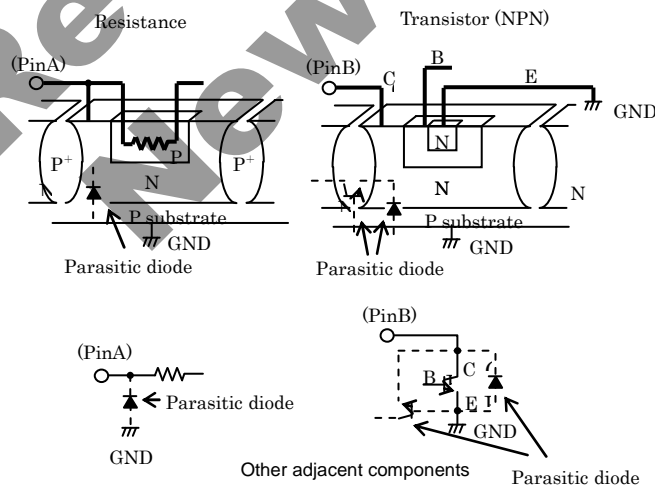 Resistance
Transistor (NPN)
(PinA)
(PinB)
C
B
E
GND
P+
P
P+
N
N
N
N
P substrate
P substrate
GND
GND
Parasitic diode
Parasitic diode
(PinB)
(PinA)
C
B
E
Parasitic diode
GND
GND
Other adjacent components
Parasitic diode